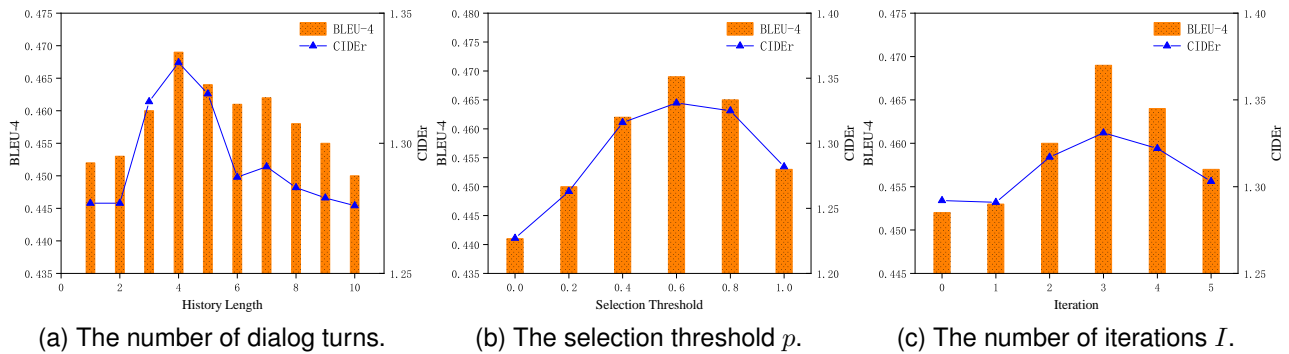 0.475
0.470
0.465
0.460
0.455
0.450
0.445
0.440
0.435
BLEU-4
1.35
1.30
1.25
CIDEr
BLEU-4
CIDEr
0 2 4 6 8 10
History Length
(a) The number of dialog turns.
0.480
0.475
0.470
0.465
0.460
0.455
0.450
0.445
0.440
0.435
BLEU-4
1.40
1.35
1.30
1.25
1.20
CIDEr
BLEU-4
CIDEr
0.0 0.2 0.4 0.6 0.8 1.0
Selection Threshold
(b) The selection threshold p.
0.475
0.470
0.465
0.460
0.455
0.450
0.445
BLEU-4
1.40
1.35
1.30
1.25
CIDEr
BLEU-4
CIDEr
0 1 2 3 4 5
Iteration
(c) The number of iterations I.